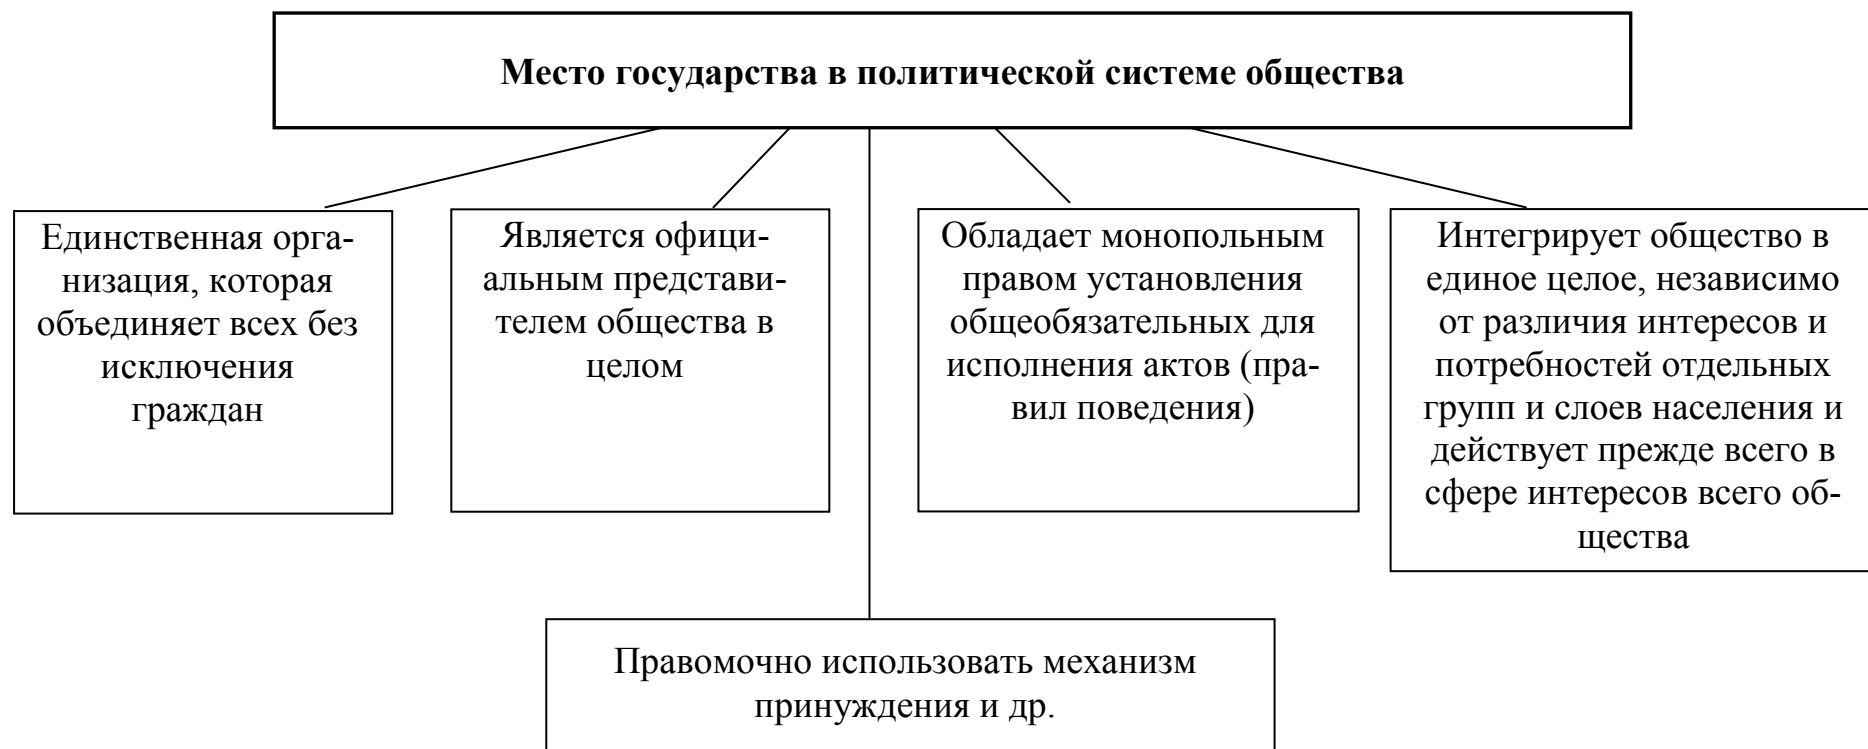 Место государства в политической системе общества
Единственная орга-
низация, которая
объединяет всех без
исключения
граждан
Является офици-
альным представи-
телем общества в
целом
Обладает монопольным
правом установления
общеобязательных для
исполнения актов (пра-
вил поведения)
Интегрирует общество в
единое целое, независимо
от различия интересов и
потребностей отдельных
групп и слоев населения и
действует прежде всего в
сфере интересов всего об-
щества
Правомочно использовать механизм
принуждения и др.